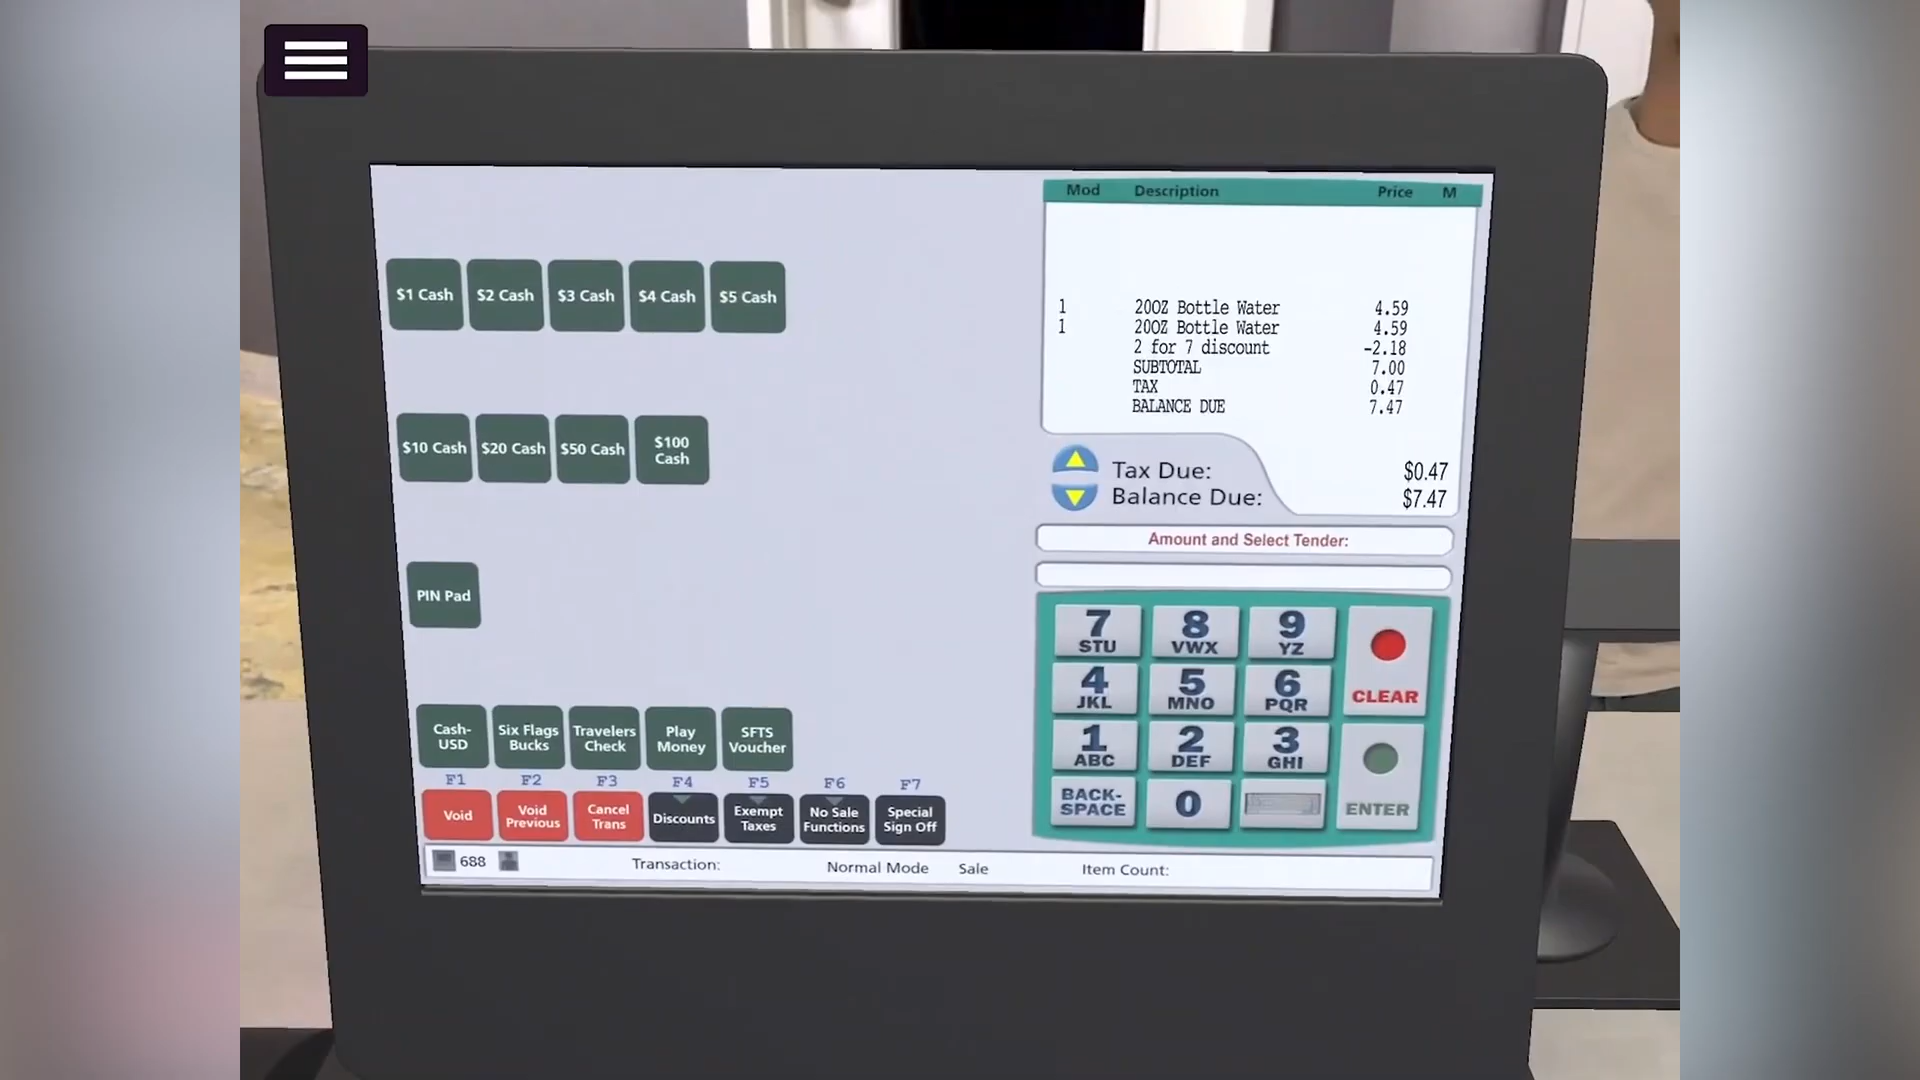 Mod Description Price M
1 20OZ Bottle Water 4.59
1 20OZ Bottle Water 4.59
2 for 7 discount -2.18
SUBTOTAL 7.00
TAX 0.47
BALANCE DUE 7.47
Tax Due: $0.47
Balance Due: $7.47
Amount and Select Tender:
$1 Cash $2 Cash $3 Cash $4 Cash $5 Cash
$10 Cash $20 Cash $50 Cash $100 Cash
PIN Pad
Cash-USD Six Flags Bucks Travelers Check Play Money SFTS Voucher
F1 F2 F3 F4 F5 F6 F7
Void Void Previous Cancel Trans Discounts Exempt Taxes No Sale Functions Special Sign Off
7 STU 8 VWX 9 YZ CLEAR
4 JKL 5 MNO 6 PQR
1 ABC 2 DEF 3 GHI ENTER
BACK-SPACE 0
688 Transaction: Normal Mode Sale Item Count: